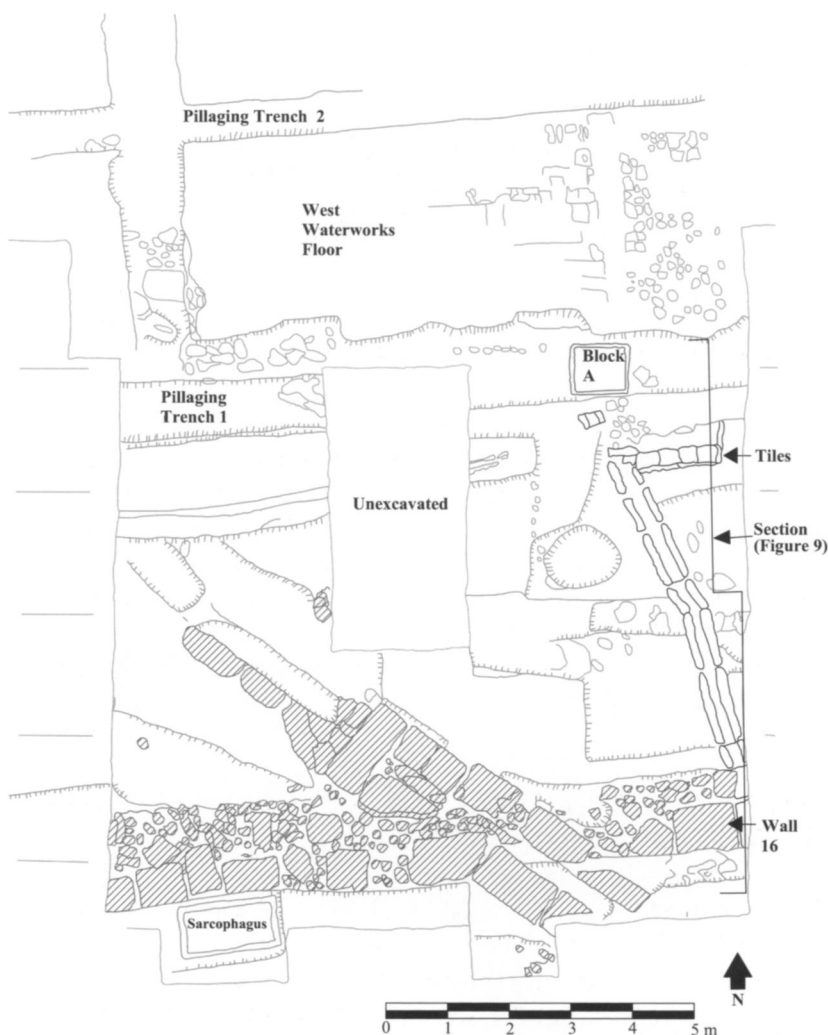 Pillaging Trench 2
West
Waterworks
Floor
Block
A
Pillaging
Trench 1
Tiles
Unexcavated
Section
(Figure 9)
Wall
16
Sarcophagus
N
0 1 2 3 4 5 m